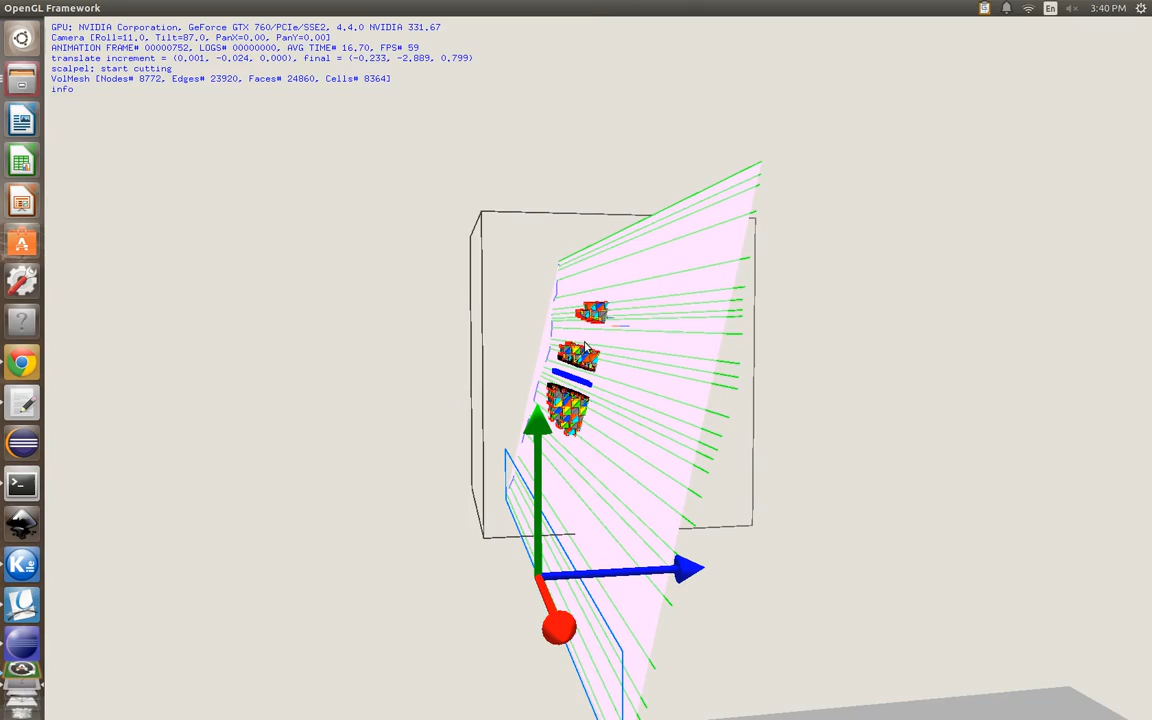 OpenGL Framework
En
3:40 PM
GPU: NVIDIA Corporation, GeForce GTX 760/PCIe/SSE2, 4.4.0 NVIDIA 331.67
Camera [Roll=11.0, Tilt=87.0, PanX=0.00, PanY=0.00]
ANIMATION FRAME# 00000752, LOGS# 00000000, AVG TIME# 16.70, FPS# 59
translate increment = (0.001, -0.024, 0.000), final = (-0.233, -2.889, 0.799)
scalpel: start cutting
VolMesh [Nodes# 8772, Edges# 23920, Faces# 24860, Cells# 8364]
info